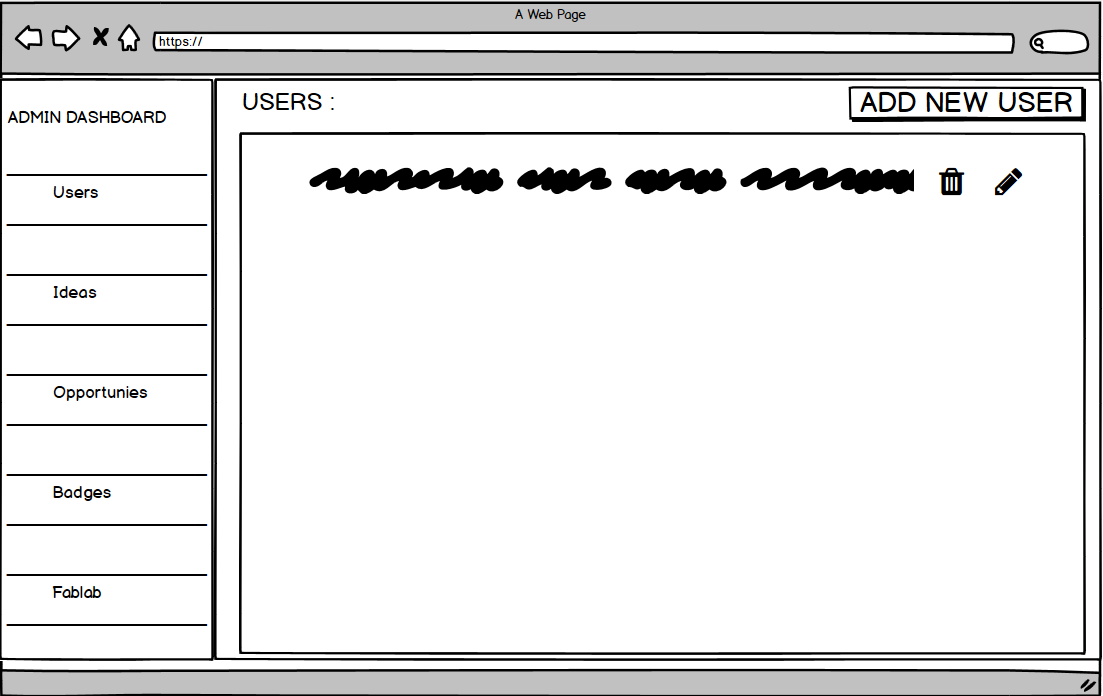 A Web Page
https://
ADMIN DASHBOARD
Users
Ideas
Opportunies
Badges
Fablab
USERS :
ADD NEW USER